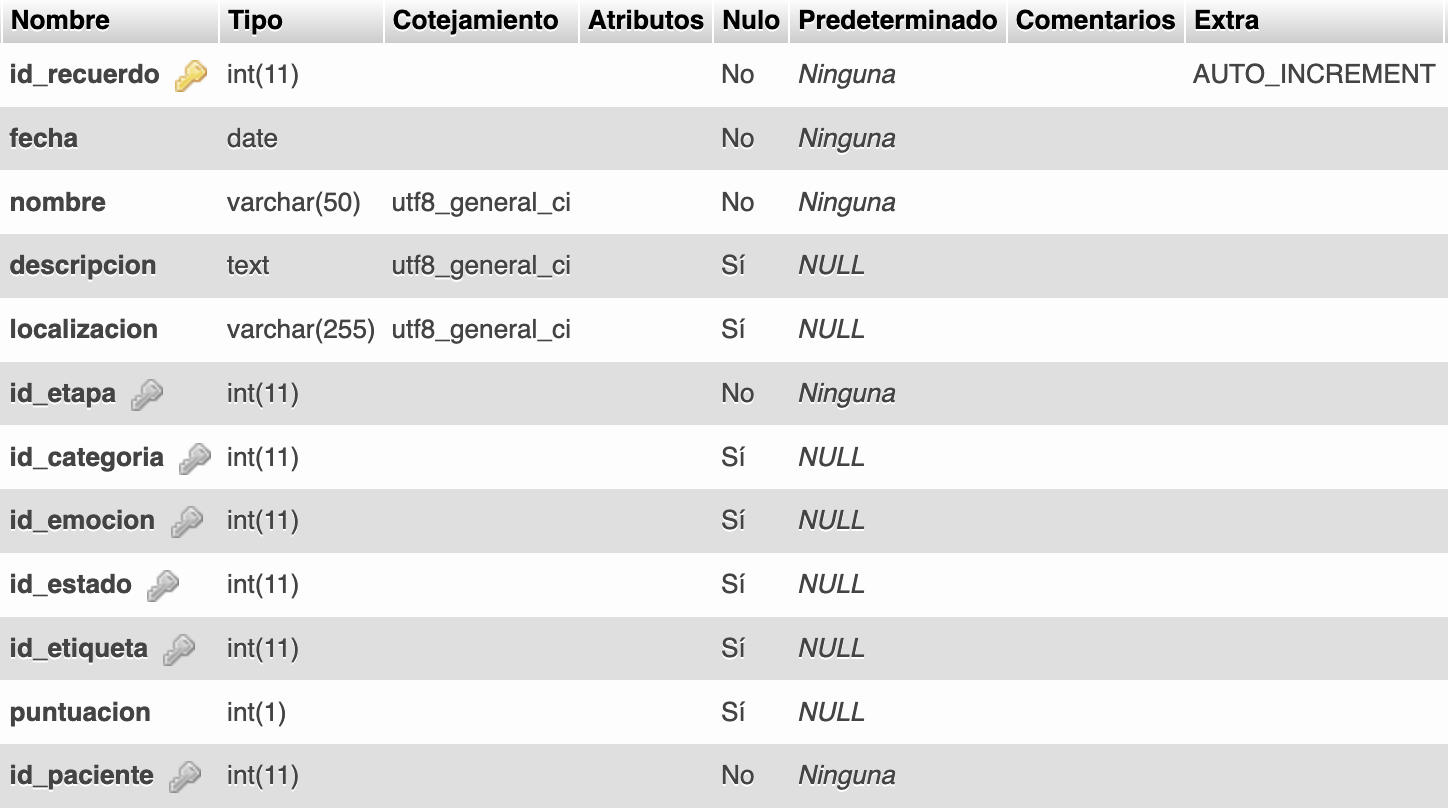 Nombre Tipo Cotejamiento Atributos Nulo Predeterminado Comentarios Extra
id_recuerdo int(11) No Ninguna AUTO_INCREMENT
fecha date No Ninguna
nombre varchar(50) utf8_general_ci No Ninguna
descripcion text utf8_general_ci Sí NULL
localizacion varchar(255) utf8_general_ci Sí NULL
id_etapa int(11) No Ninguna
id_categoria int(11) Sí NULL
id_emocion int(11) Sí NULL
id_estado int(11) Sí NULL
id_etiqueta int(11) Sí NULL
puntuacion int(1) Sí NULL
id_paciente int(11) No Ninguna